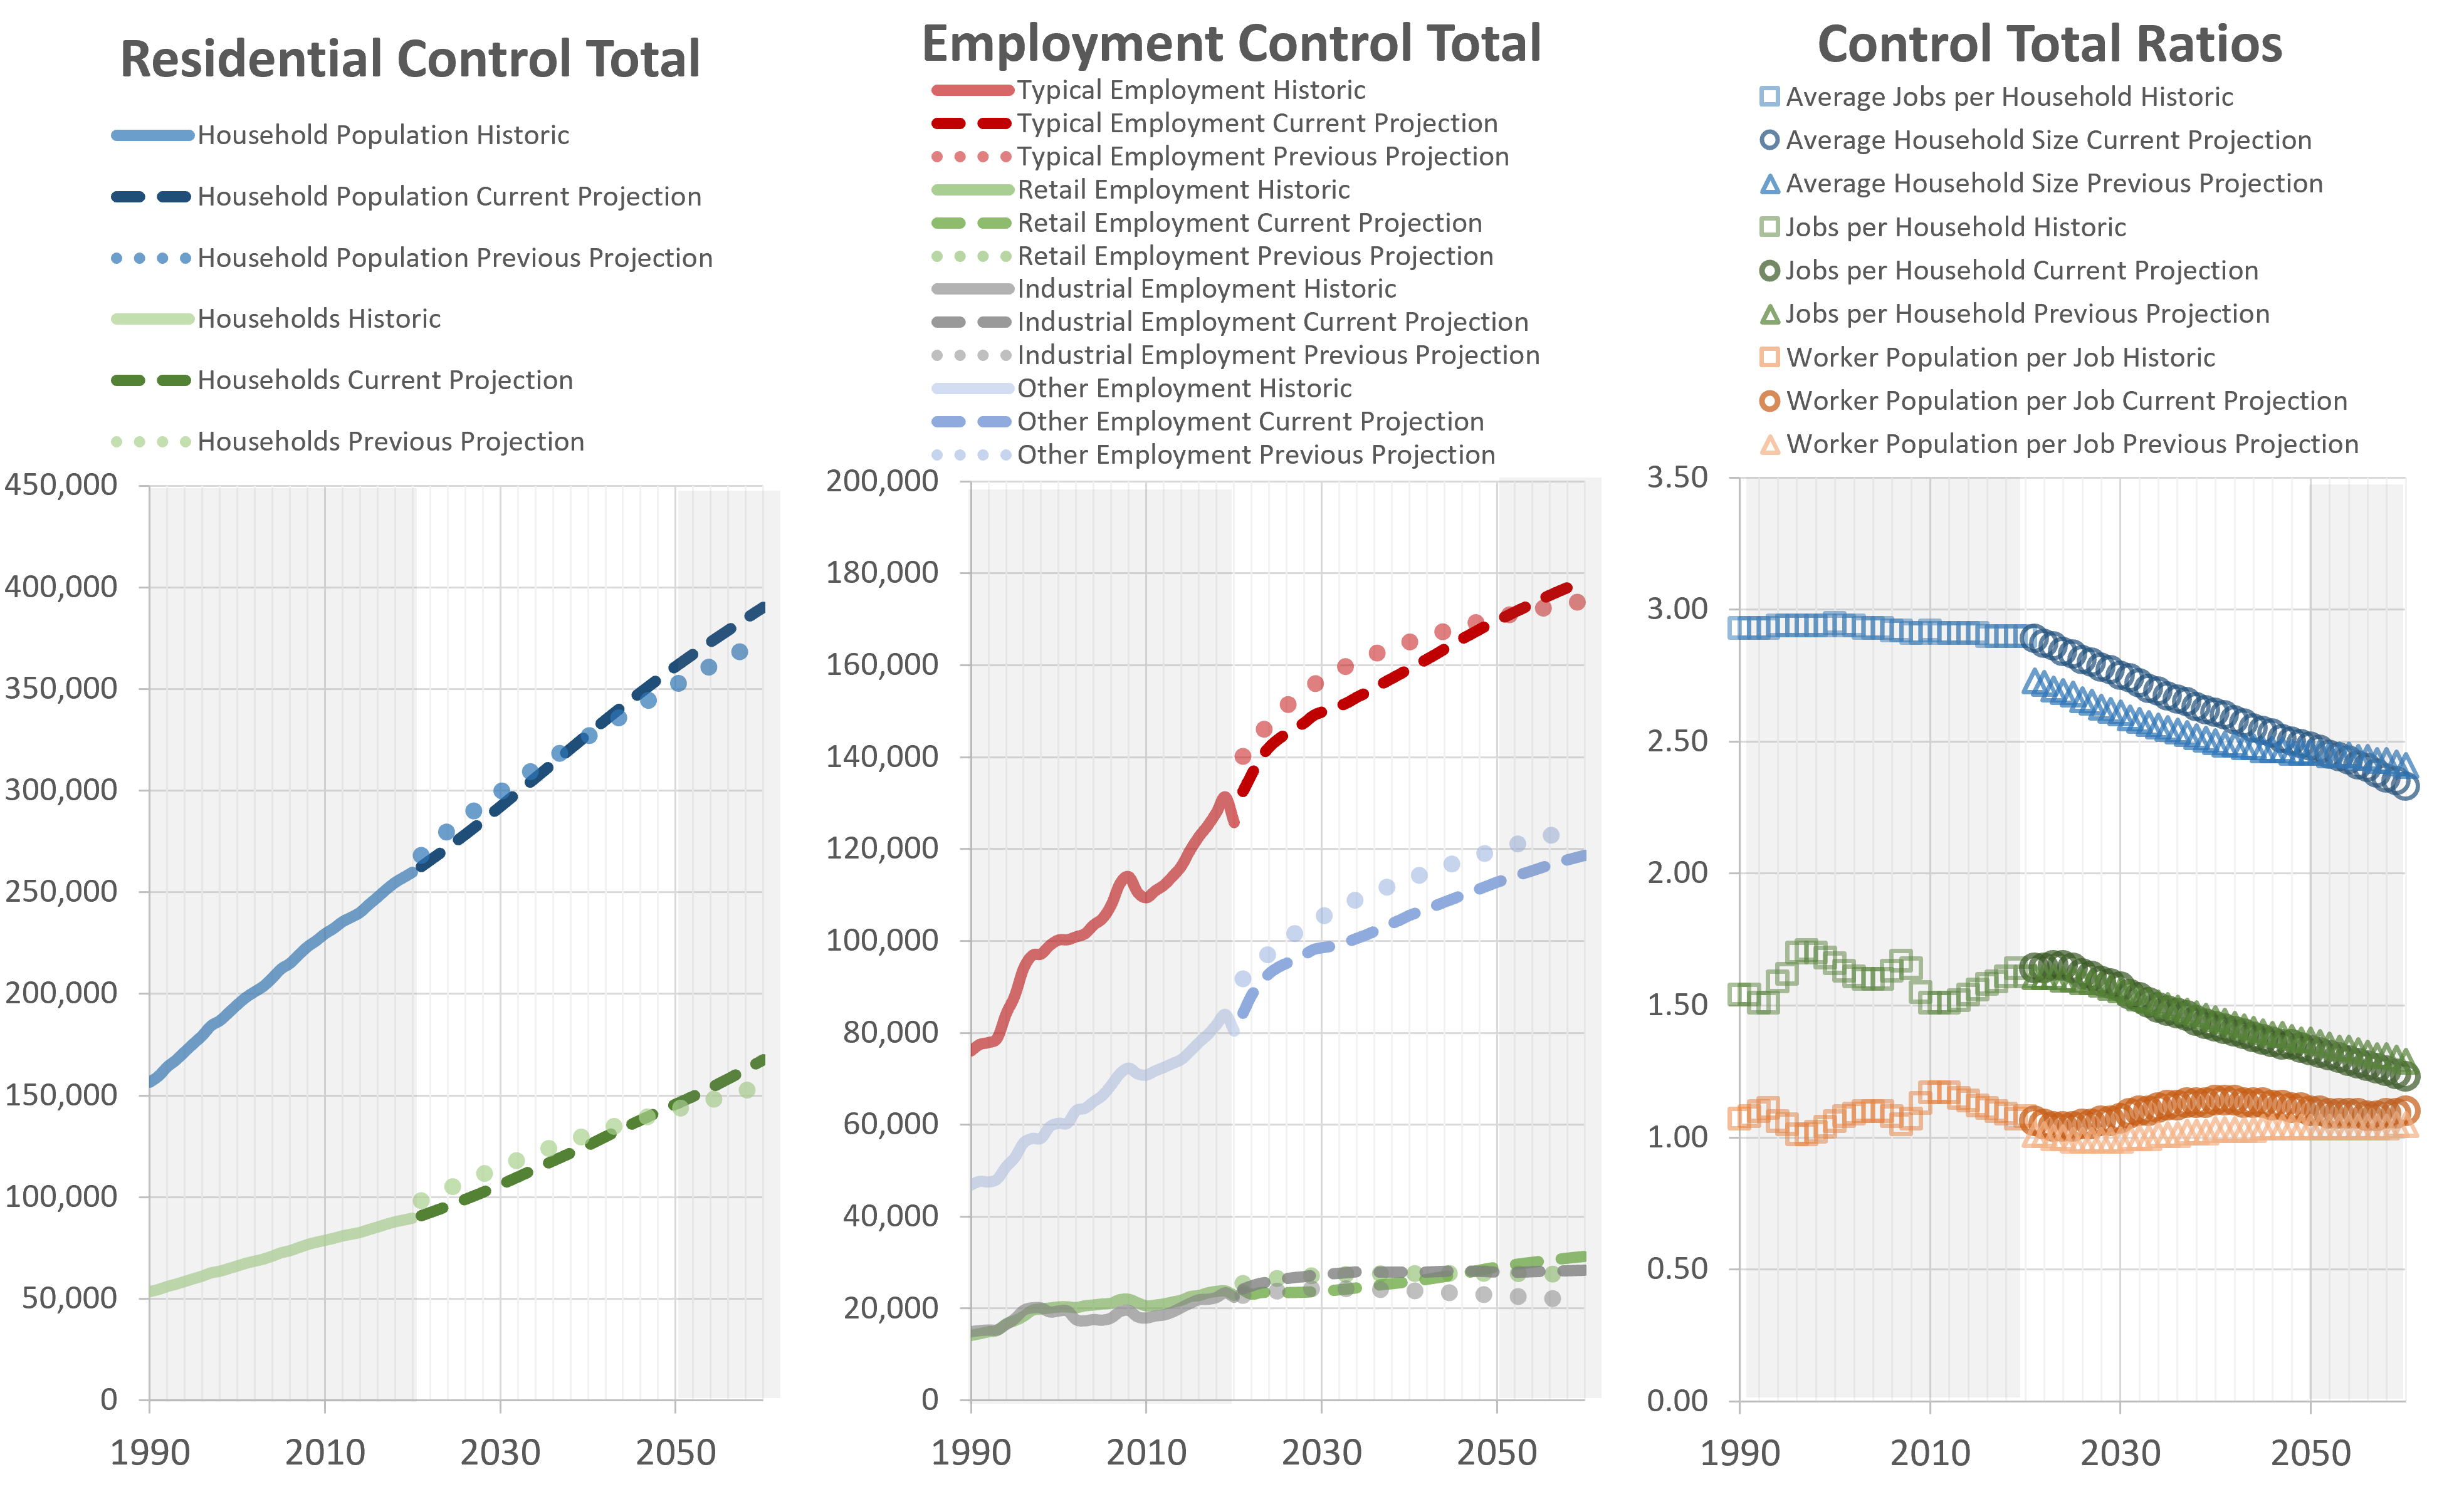 Residential Control Total
Household Population Historic
Household Population Current Projection
Household Population Previous Projection
Households Historic
Households Current Projection
Households Previous Projection
450,000
400,000
350,000
300,000
250,000
200,000
150,000
100,000
50,000
0
1990
2010
2030
2050
Employment Control Total
Typical Employment Historic
Typical Employment Current Projection
Typical Employment Previous Projection
Retail Employment Historic
Retail Employment Current Projection
Retail Employment Previous Projection
Industrial Employment Historic
Industrial Employment Current Projection
Industrial Employment Previous Projection
Other Employment Historic
Other Employment Current Projection
Other Employment Previous Projection
200,000
180,000
160,000
140,000
120,000
100,000
80,000
60,000
40,000
20,000
0
1990
2010
2030
2050
Control Total Ratios
Average Jobs per Household Historic
Average Household Size Current Projection
Average Household Size Previous Projection
Jobs per Household Historic
Jobs per Household Current Projection
Jobs per Household Previous Projection
Worker Population per Job Historic
Worker Population per Job Current Projection
Worker Population per Job Previous Projection
3.50
3.00
2.50
2.00
1.50
1.00
0.50
0.00
1990
2010
2030
2050